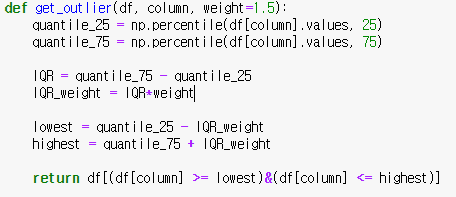 def get_outlier(df, column, weight=1.5):
    quantile_25 = np.percentile(df[column].values, 25)
    quantile_75 = np.percentile(df[column].values, 75)

    IQR = quantile_75 - quantile_25
    IQR_weight = IQR*weight

    lowest = quantile_25 - IQR_weight
    highest = quantile_75 + IQR_weight

    return df[(df[column] >= lowest)&(df[column] <= highest)]